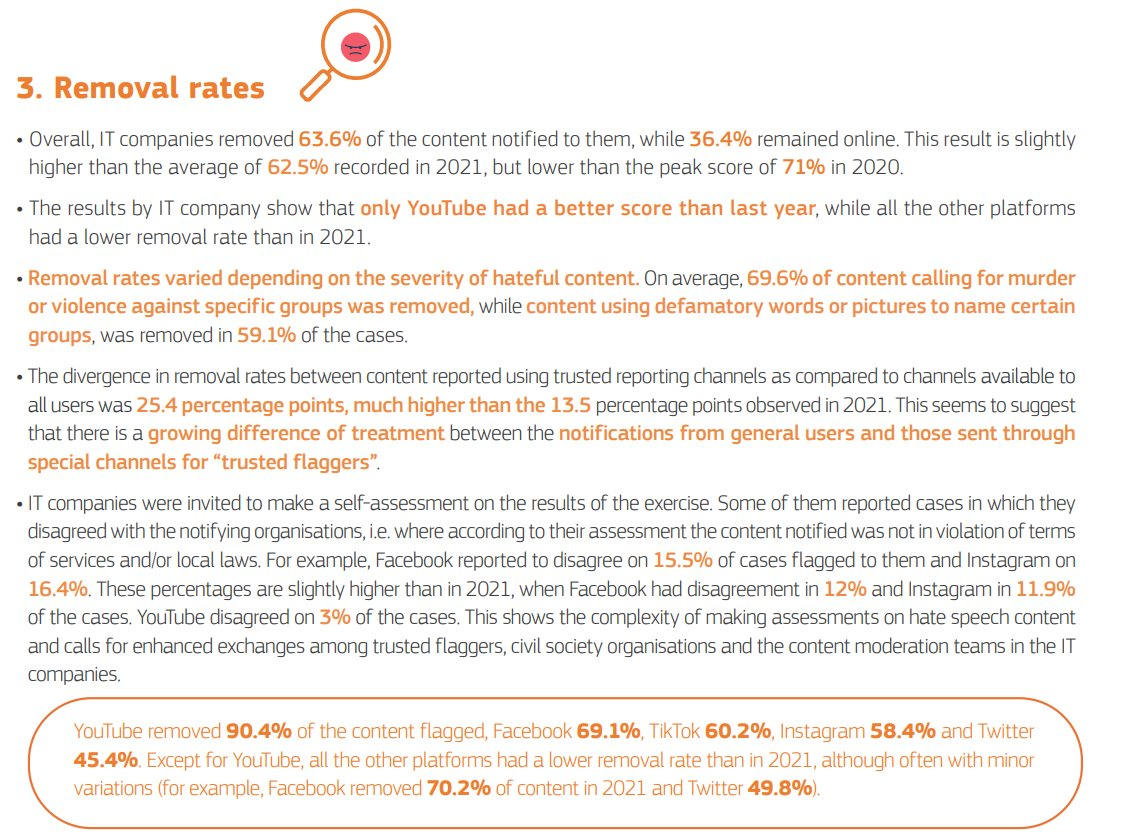 3. Removal rates
• Overall, IT companies removed 63.6% of the content notified to them, while 36.4% remained online. This result is slightly
higher than the average of 62.5% recorded in 2021, but lower than the peak score of 71% in 2020.
• The results by IT company show that only YouTube had a better score than last year, while all the other platforms
had a lower removal rate than in 2021.
• Removal rates varied depending on the severity of hateful content. On average, 69.6% of content calling for murder
or violence against specific groups was removed, while content using defamatory words or pictures to name certain
groups, was removed in 59.1% of the cases.
• The divergence in removal rates between content reported using trusted reporting channels as compared to channels available to
all users was 25.4 percentage points, much higher than the 13.5 percentage points observed in 2021. This seems to suggest
that there is a growing difference of treatment between the notifications from general users and those sent through
special channels for “trusted flaggers”.
• IT companies were invited to make a self-assessment on the results of the exercise. Some of them reported cases in which they
disagreed with the notifying organisations, i.e. where according to their assessment the content notified was not in violation of terms
of services and/or local laws. For example, Facebook reported to disagree on 15.5% of cases flagged to them and Instagram on
16.4%. These percentages are slightly higher than in 2021, when Facebook had disagreement in 12% and Instagram in 11.9%
of the cases. YouTube disagreed on 3% of the cases. This shows the complexity of making assessments on hate speech content
and calls for enhanced exchanges among trusted flaggers, civil society organisations and the content moderation teams in the IT
companies.
YouTube removed 90.4% of the content flagged, Facebook 69.1%, TikTok 60.2%, Instagram 58.4% and Twitter
45.4%. Except for YouTube, all the other platforms had a lower removal rate than in 2021, although often with minor
variations (for example, Facebook removed 70.2% of content in 2021 and Twitter 49.8%).